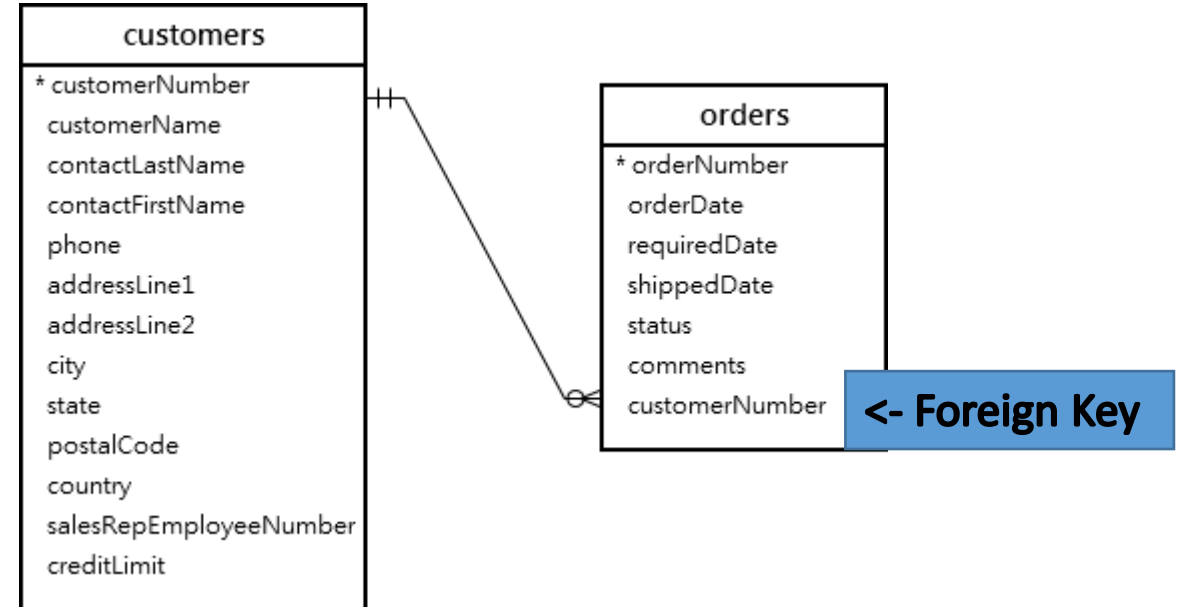 customers
* customerNumber
customerName
contactLastName
contactFirstName
phone
addressLine1
addressLine2
city
state
postalCode
country
salesRepEmployeeNumber
creditLimit
orders
* orderNumber
orderDate
requiredDate
shippedDate
status
comments
customerNumber
<- Foreign Key